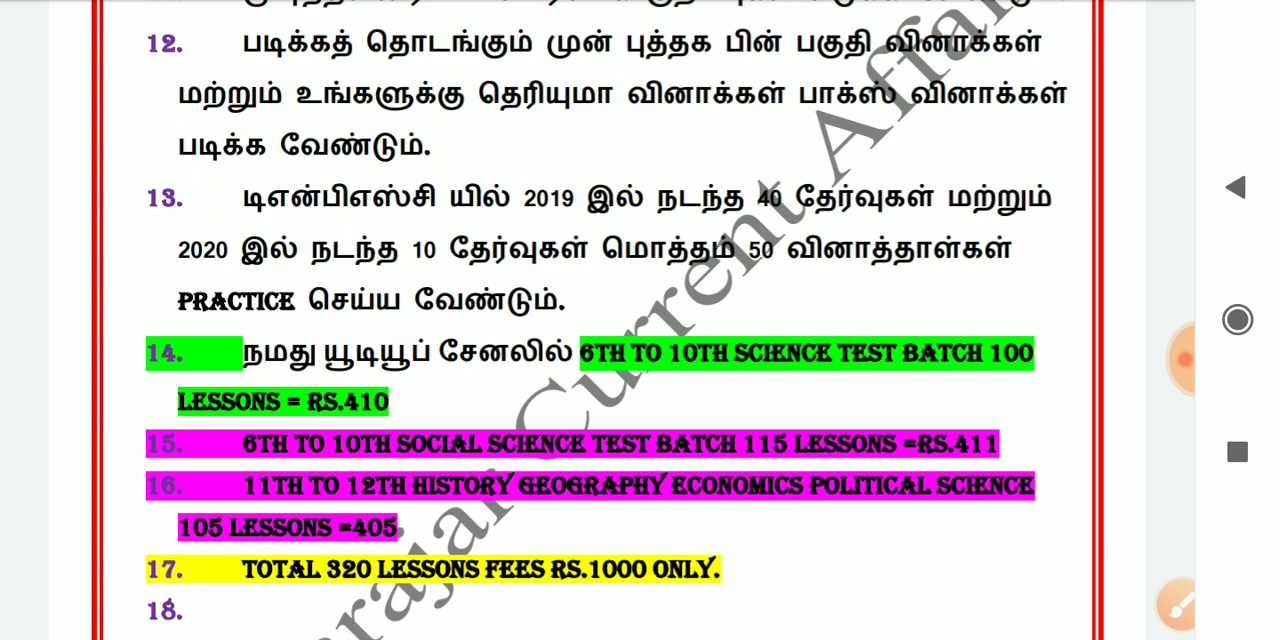 12. படிக்கத் தொடங்கும் முன் புத்தக பின் பகுதி வினாக்கள்
மற்றும் உங்களுக்கு தெரியுமா வினாக்கள் பாக்ஸ் வினாக்கள்
படிக்க வேண்டும்.
13. டிஎன்பிஎஸ்சி யில் 2019 இல் நடந்த 40 தேர்வுகள் மற்றும்
2020 இல் நடந்த 10 தேர்வுகள் மொத்தம் 50 வினாத்தாள்கள்
PRACTICE செய்ய வேண்டும்.
14. நமது யூடியூப் சேனலில் 6TH TO 10TH SCIENCE TEST BATCH 100
LESSONS = RS.410
15. 6TH TO 10TH SOCIAL SCIENCE TEST BATCH 115 LESSONS =RS.411
16. 11TH TO 12TH HISTORY GEOGRAPHY ECONOMICS POLITICAL SCIENCE
105 LESSONS =405
17. TOTAL 320 LESSONS FEES RS.1000 ONLY.
18.
Current